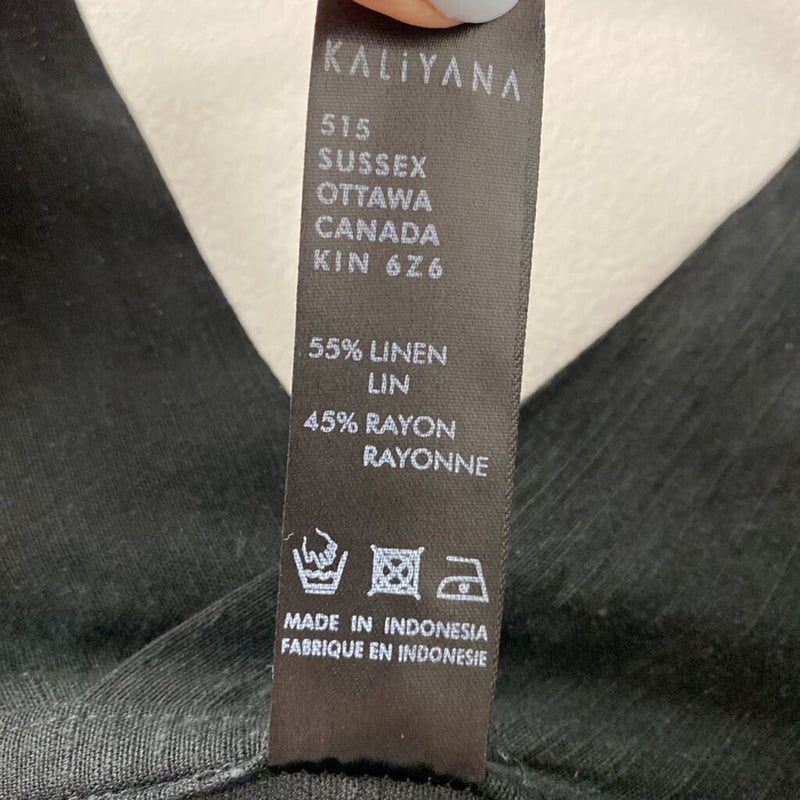 KALiYANA
515
SUSSEX
OTTAWA
CANADA
KIN 6Z6
55% LINEN
LIN
45% RAYON
RAYONNE
MADE IN INDONESIA
FABRIQUE EN INDONESIE